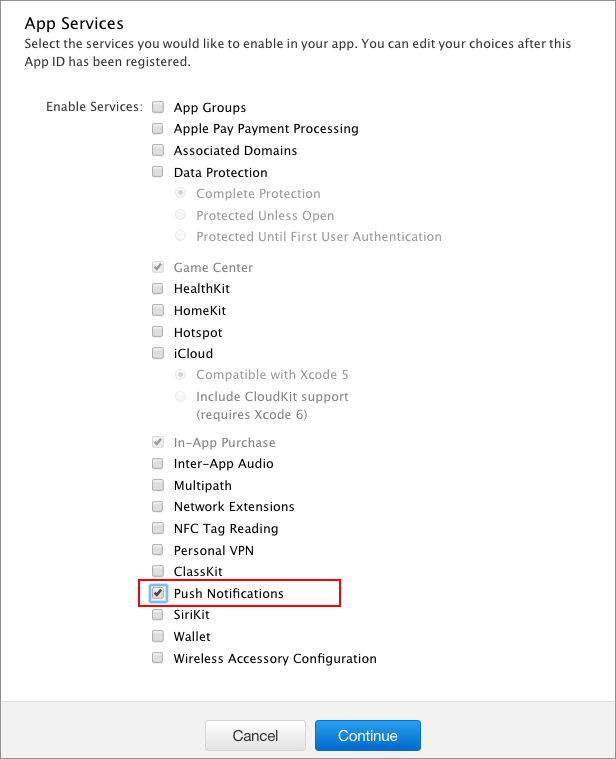 App Services
Select the services you would like to enable in your app. You can edit your choices after this
App ID has been registered.
Enable Services:
App Groups
Apple Pay Payment Processing
Associated Domains
Data Protection
Complete Protection
Protected Unless Open
Protected Until First User Authentication
Game Center
HealthKit
HomeKit
Hotspot
iCloud
Compatible with Xcode 5
Include CloudKit support
(requires Xcode 6)
In-App Purchase
Inter-App Audio
Multipath
Network Extensions
NFC Tag Reading
Personal VPN
ClassKit
Push Notifications
SiriKit
Wallet
Wireless Accessory Configuration
Cancel
Continue